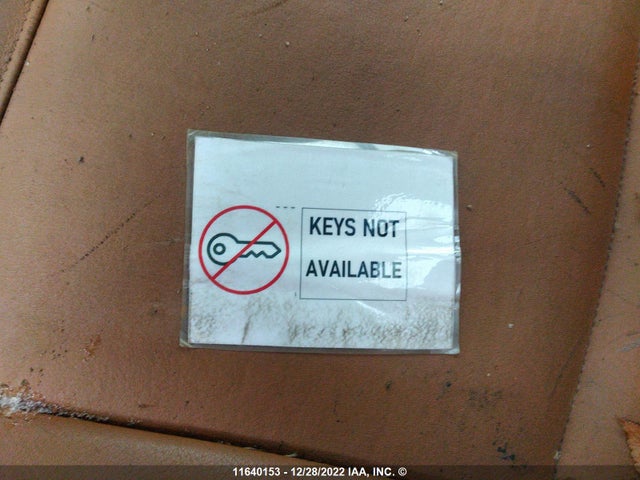 KEYS NOT
AVAILABLE
11640153 - 12/28/2022 IAA, INC. ©